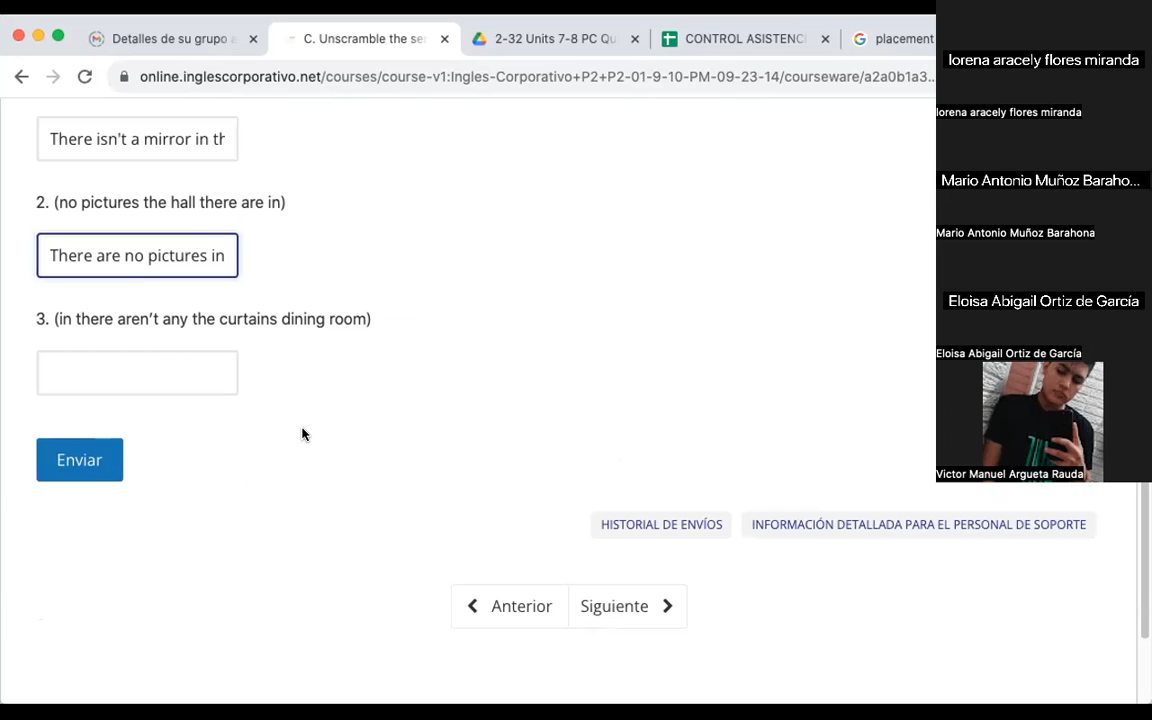 Detalles de su grupo a
C. Unscramble the se
2-32 Units 7-8 PC Qu
CONTROL ASISTENC
placement
online.inglescorporativo.net/courses/course-v1:Ingles-Corporativo+P2+P2-01-9-10-PM-09-23-14/courseware/a2a0b1a3...
There isn't a mirror in th
2. (no pictures the hall there are in)
There are no pictures in
3. (in there aren't any the curtains dining room)
Enviar
HISTORIAL DE ENVÍOS
INFORMACIÓN DETALLADA PARA EL PERSONAL DE SOPORTE
Anterior
Siguiente
lorena aracely flores miranda
lorena aracely flores miranda
Mario Antonio Muñoz Baraho...
Mario Antonio Muñoz Barahona
Eloisa Abigail Ortiz de García
Eloisa Abigail Ortiz de García
Victor Manuel Argueta Rauda